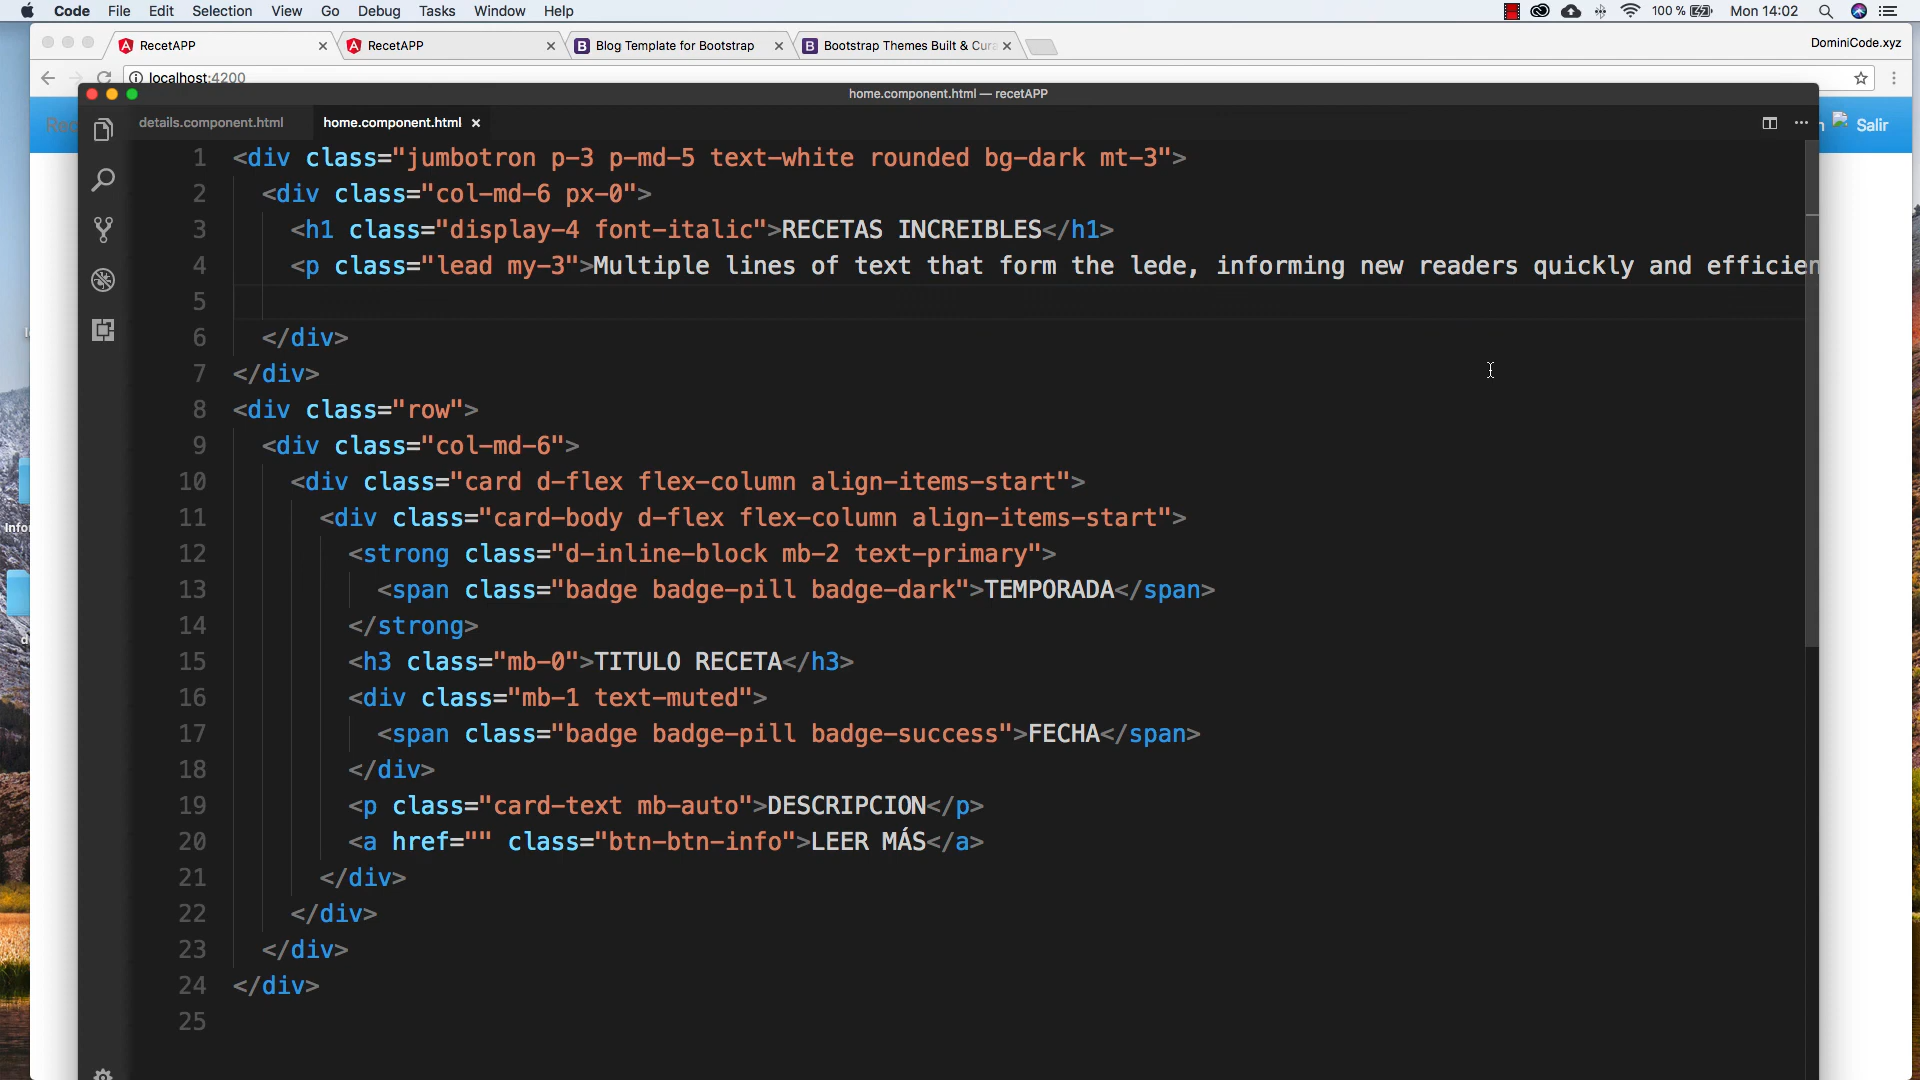 Code File Edit Selection View Go Debug Tasks Window Help 100 % Mon 14:02
RecetAPP RecetAPP Blog Template for Bootstrap Bootstrap Themes Built & Cura DominiCode.xyz
localhost:4200
home.component.html — recetAPP
Salir
details.component.html home.component.html
1 <div class="jumbotron p-3 p-md-5 text-white rounded bg-dark mt-3">
2 <div class="col-md-6 px-0">
3 <h1 class="display-4 font-italic">RECETAS INCREIBLES</h1>
4 <p class="lead my-3">Multiple lines of text that form the lede, informing new readers quickly and efficien
5
6 </div>
7 </div>
8 <div class="row">
9 <div class="col-md-6">
10 <div class="card d-flex flex-column align-items-start">
11 <div class="card-body d-flex flex-column align-items-start">
12 <strong class="d-inline-block mb-2 text-primary">
13 <span class="badge badge-pill badge-dark">TEMPORADA</span>
14 </strong>
15 <h3 class="mb-0">TITULO RECETA</h3>
16 <div class="mb-1 text-muted">
17 <span class="badge badge-pill badge-success">FECHA</span>
18 </div>
19 <p class="card-text mb-auto">DESCRIPCION</p>
20 <a href="" class="btn-btn-info">LEER MÁS</a>
21 </div>
22 </div>
23 </div>
24 </div>
25